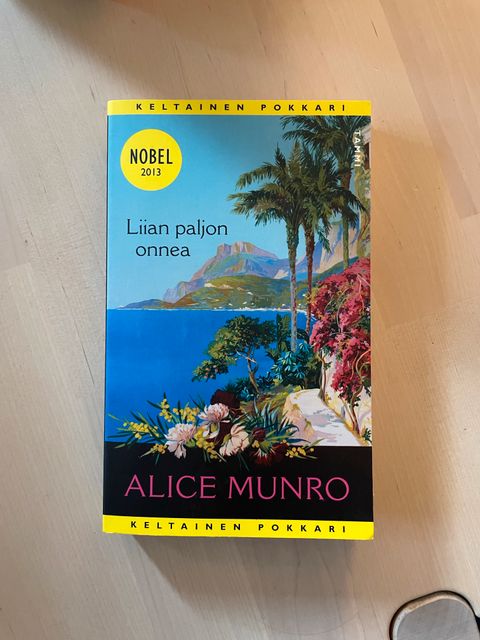 KELTAINEN POKKARI
TAMMI
NOBEL
2013
Liian paljon
onnea
ALICE MUNRO
KELTAINEN POKKARI